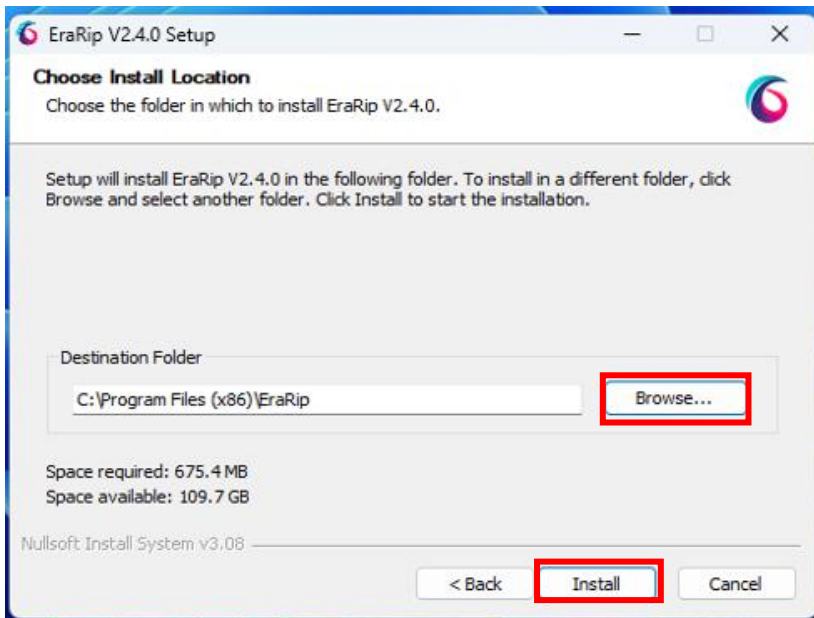 EraRip V2.4.0 Setup
Choose Install Location
Choose the folder in which to install EraRip V2.4.0.
Setup will install EraRip V2.4.0 in the following folder. To install in a different folder, click
Browse and select another folder. Click Install to start the installation.
Destination Folder
C:\Program Files (x86)\EraRip
Browse...
Space required: 675.4 MB
Space available: 109.7 GB
Nullsoft Install System v3.08
< Back
Install
Cancel